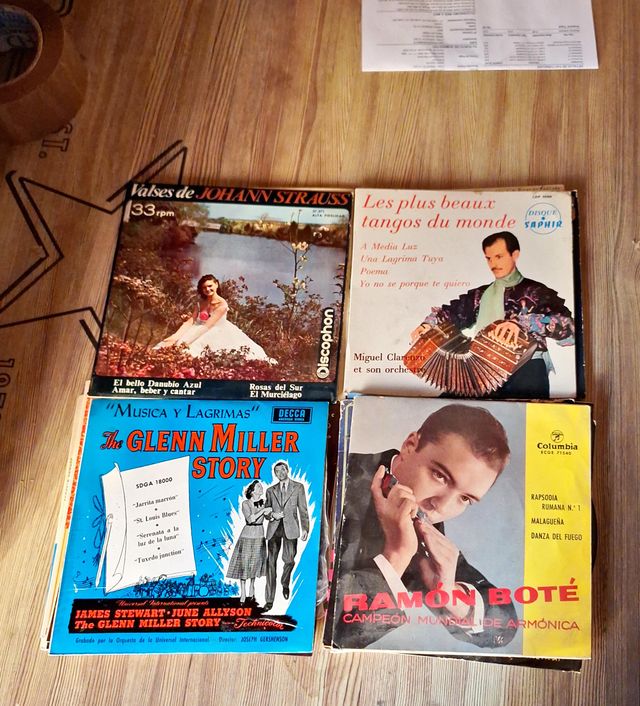 Valses de JOHANN STRAUSS
33 rpm
ALTA FIDELIDAD
Discophon
El bello Danubio Azul
Amar, beber y cantar
Rosas del Sur
El Murciélago
Les plus beaux
tangos du monde
DISQUE
SAPHIR
A Media Luz
Una Lagrima Tuya
Poema
Yo no se porque te quiero
Miguel Clarenzo
et son orchestre
"MUSICA Y LAGRIMAS"
DECCA
The GLENN MILLER
STORY
SDGA 18000
"Jarrita marrón"
"St. Louis Blues"
"Serenata a la
luz de la luna"
"Tuxedo junction"
Universal International presents
JAMES STEWART · JUNE ALLYSON
The GLENN MILLER STORY
Technicolor
Grabado por la Orquesta de la Universal International
Director: JOSEPH GERSHENSON
Columbia
ECGE 71540
RAPSODIA
RUMANA N.º 1
MALAGUEÑA
DANZA DEL FUEGO
RAMÓN BOTÉ
CAMPEÓN MUNDIAL DE ARMÓNICA